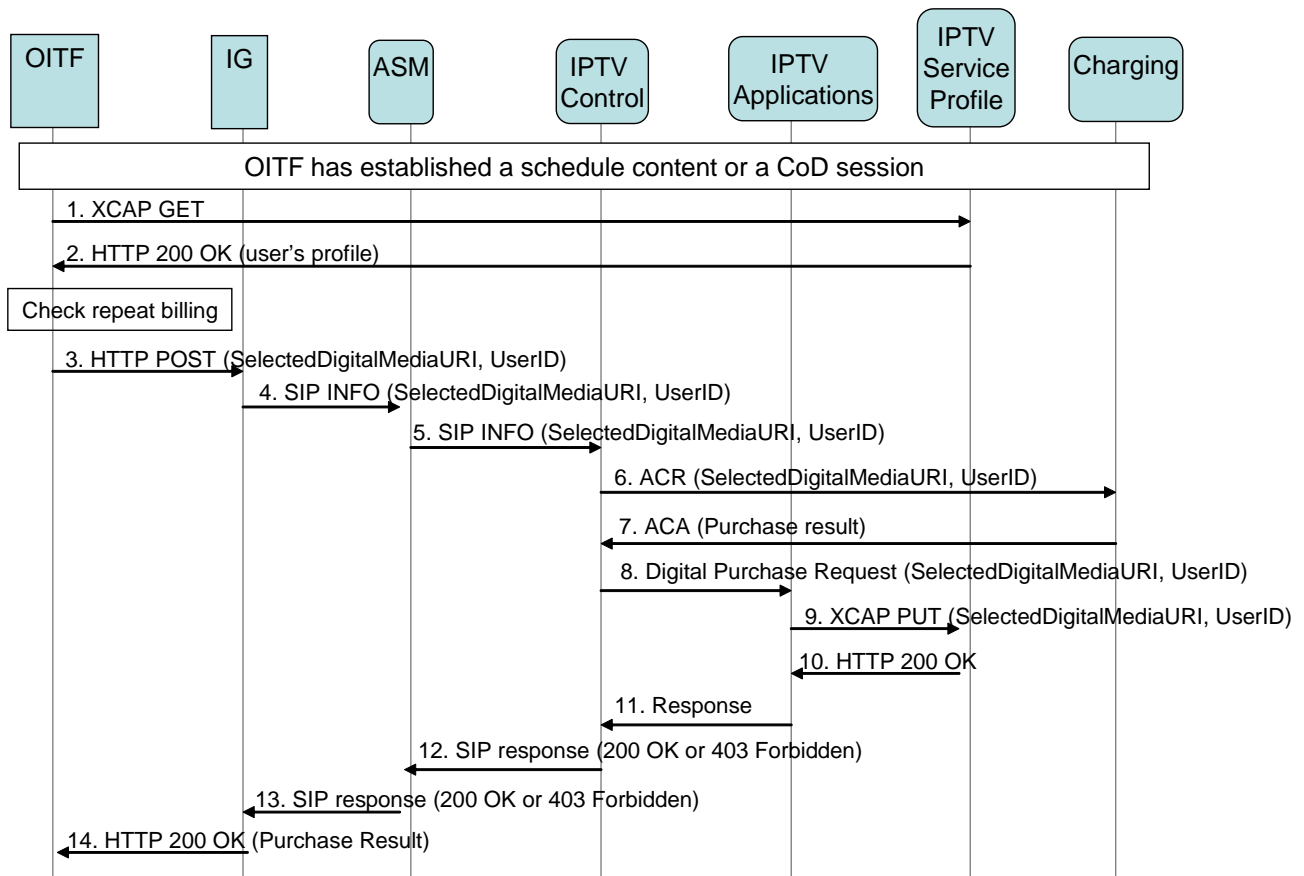 OITF
IG
ASM
IPTV
Control
IPTV
Applications
IPTV
Service
Profile
Charging
OITF has established a schedule content or a CoD session
1. XCAP GET
2. HTTP 200 OK (user's profile)
Check repeat billing
3. HTTP POST (SelectedDigitalMediaURI, UserID)
4. SIP INFO (SelectedDigitalMediaURI, UserID)
5. SIP INFO (SelectedDigitalMediaURI, UserID)
6. ACR (SelectedDigitalMediaURI, UserID)
7. ACA (Purchase result)
8. Digital Purchase Request (SelectedDigitalMediaURI, UserID)
9. XCAP PUT (SelectedDigitalMediaURI, UserID)
10. HTTP 200 OK
11. Response
12. SIP response (200 OK or 403 Forbidden)
13. SIP response (200 OK or 403 Forbidden)
14. HTTP 200 OK (Purchase Result)